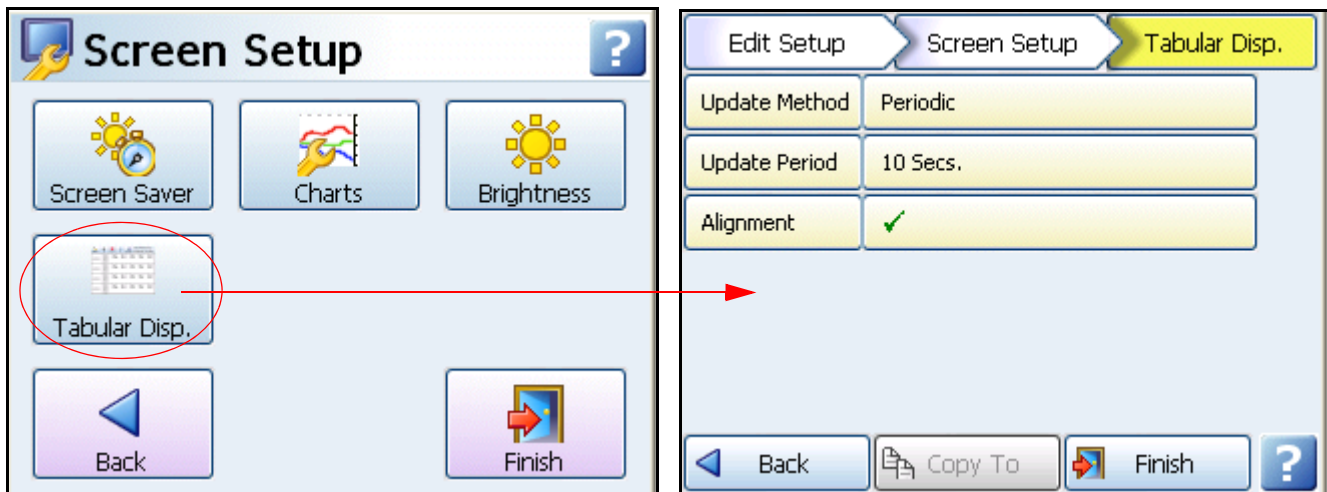 Screen Setup
?
Screen Saver
Charts
Brightness
Tabular Disp.
Back
Finish
Edit Setup
Screen Setup
Tabular Disp.
Update Method
Periodic
Update Period
10 Secs.
Alignment
✓
Back
Copy To
Finish
?